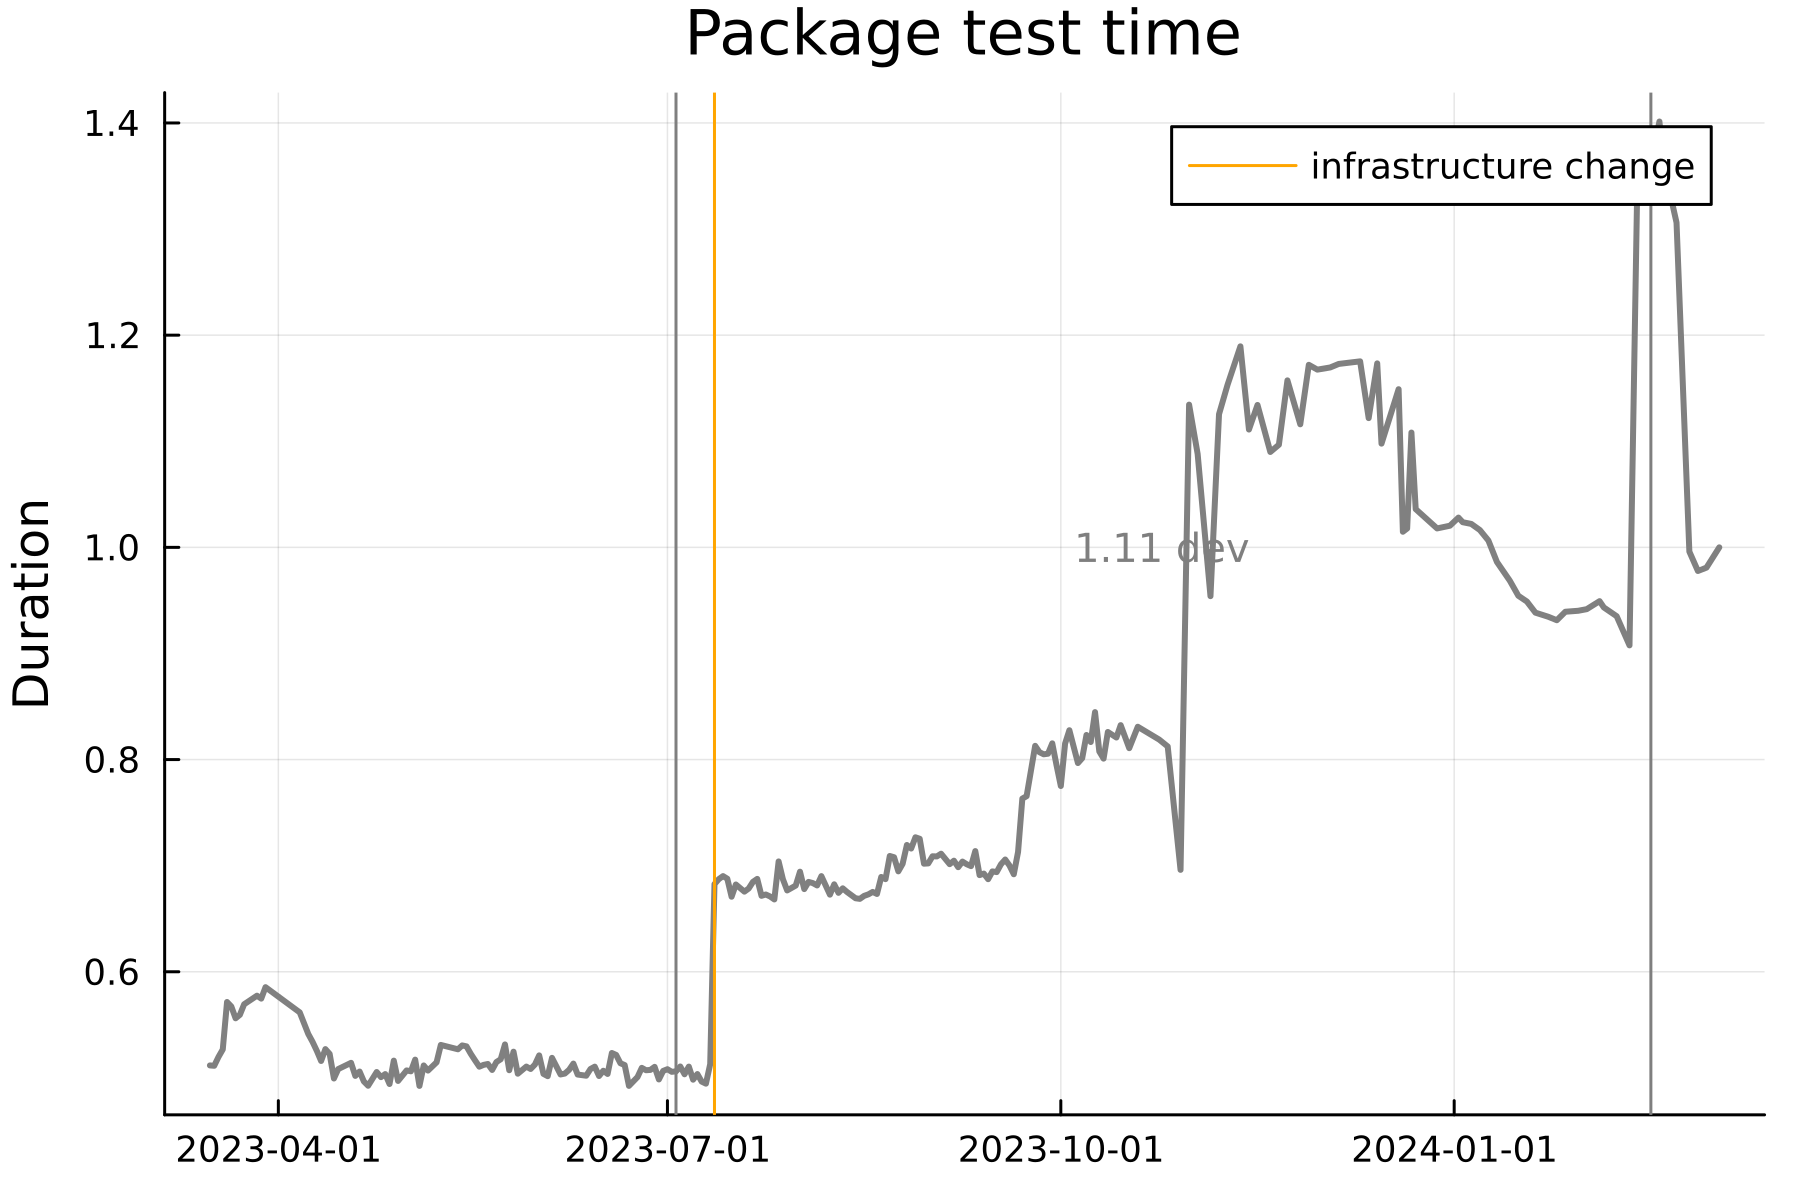 Package test time
1.4
infrastructure change
1.2
1.0
1.11 dev
0.8
0.6
Duration
2023-04-01
2023-07-01
2023-10-01
2024-01-01